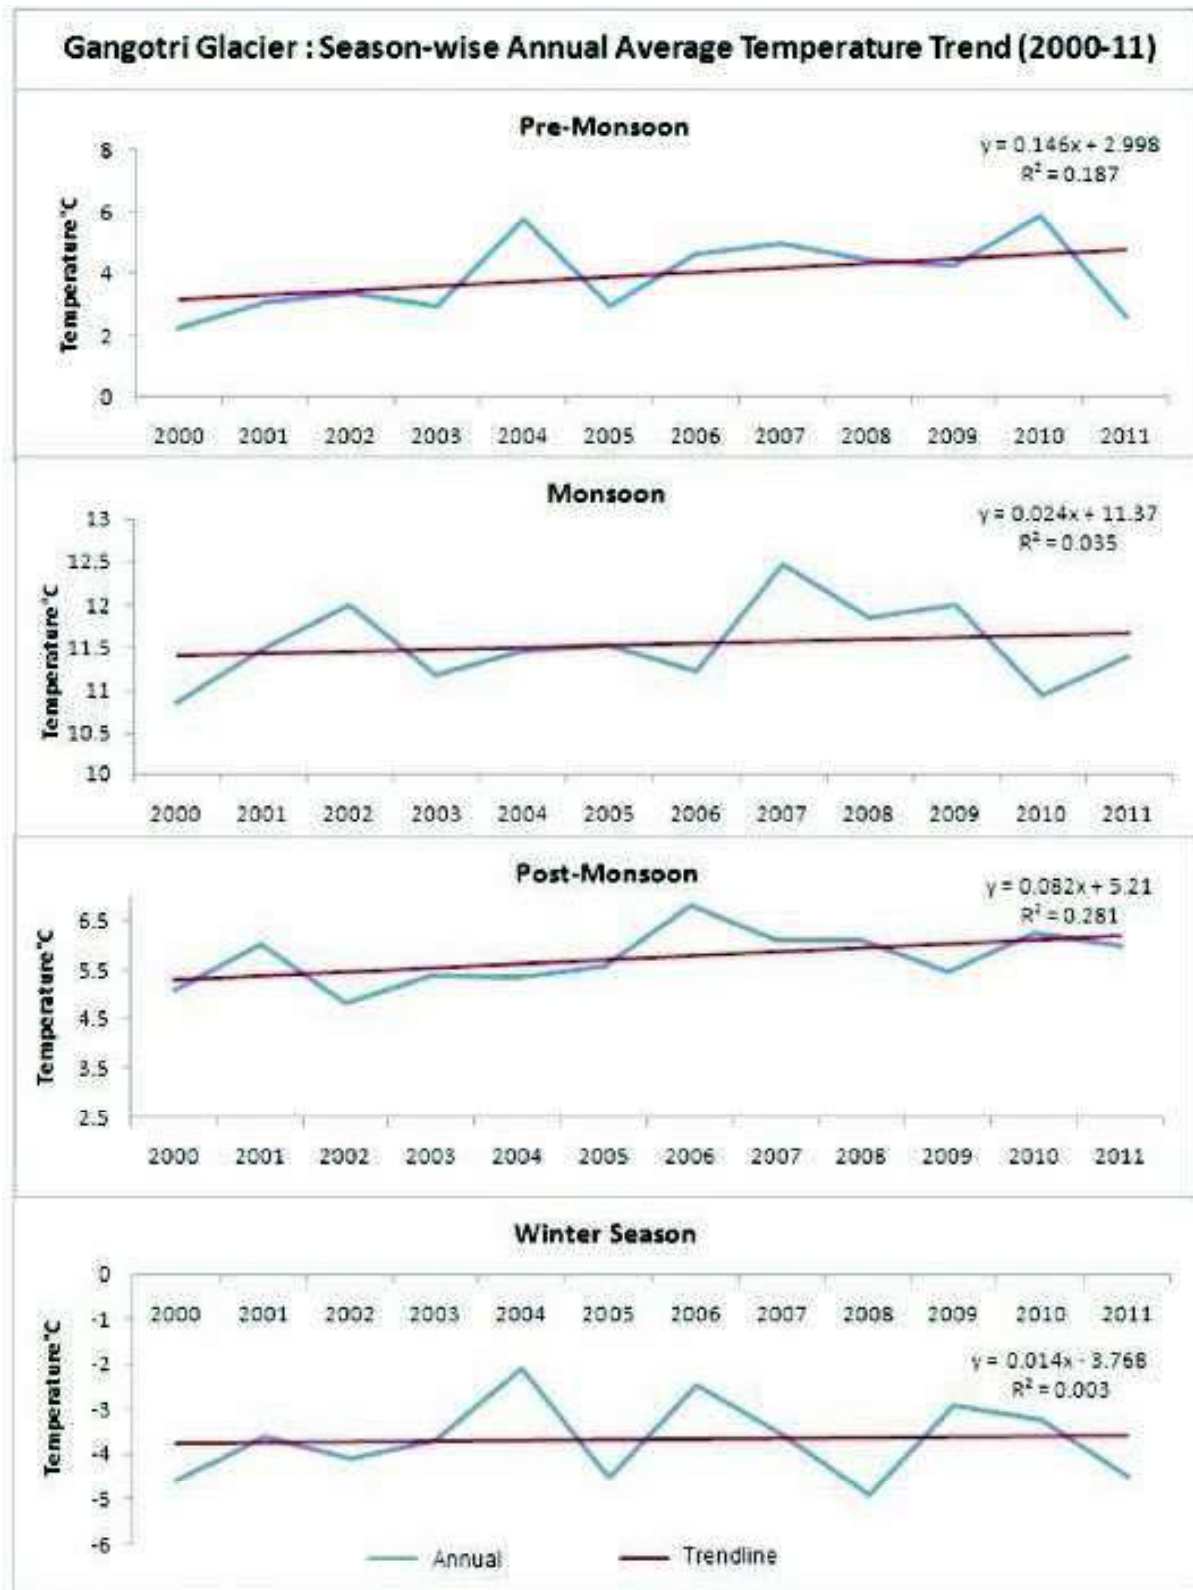 Gangotri Glacier : Season-wise Annual Average Temperature Trend (2000-11)
Pre-Monsoon
y = 0.146x + 2.998
R² = 0.187
Temperature°C
8
6
4
2
0
2000 2001 2002 2003 2004 2005 2006 2007 2008 2009 2010 2011
Monsoon
y = 0.024x + 11.37
R² = 0.035
Temperature°C
13
12.5
12
11.5
11
10.5
10
2000 2001 2002 2003 2004 2005 2006 2007 2008 2009 2010 2011
Post-Monsoon
y = 0.082x + 5.21
R² = 0.281
Temperature°C
6.5
5.5
4.5
3.5
2.5
2000 2001 2002 2003 2004 2005 2006 2007 2008 2009 2010 2011
Winter Season
0
2000 2001 2002 2003 2004 2005 2006 2007 2008 2009 2010 2011
y = 0.014x - 3.768
R² = 0.003
Temperature°C
-1
-2
-3
-4
-5
-6
Annual Trendline